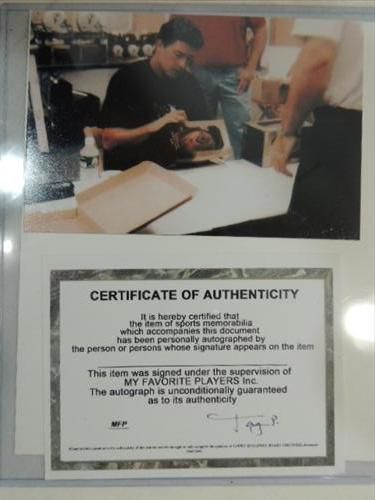 CERTIFICATE OF AUTHENTICITY
It is hereby certified that
the item of sports memorabilia
which accompanies this document
has been personally autographed by
the person or persons whose signature appears on the item
This item was signed under the supervision of
MY FAVORITE PLAYERS Inc.
The autograph is unconditionally guaranteed
as to its authenticity
MFP